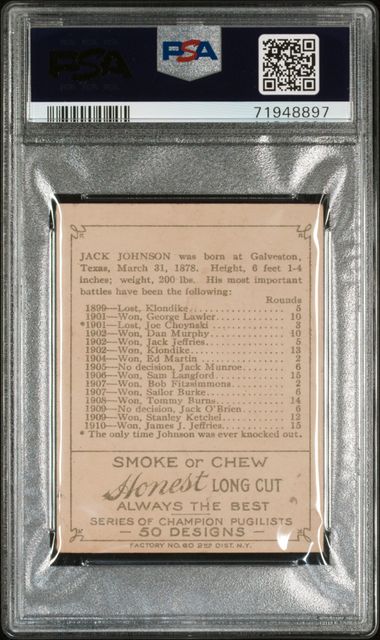 PSA
PSA
71948897
JACK JOHNSON was born at Galveston,
Texas, March 31, 1878. Height, 6 feet 1-4
inches; weight, 200 lbs. His most important
battles have been the following:
Rounds
1899—Lost, Klondike 5
1901—Won, George Lawler 10
*1901—Lost, Joe Choynski 3
1902—Won, Dan Murphy 10
1902—Won, Jack Jeffries 5
1902—Won, Klondike 13
1904—Won, Ed Martin 2
1905—No decision, Jack Munroe 6
1906—Won, Sam Langford 15
1907—Won, Bob Fitzsimmons 2
1907—Won, Sailor Burke 6
1908—Won, Tommy Burns 14
1909—No decision, Jack O'Brien 6
1909—Won, Stanley Ketchel 12
1910—Won, James J. Jeffries 15
* The only time Johnson was ever knocked out.
SMOKE or CHEW
Honest LONG CUT
ALWAYS THE BEST
SERIES OF CHAMPION PUGILISTS
50 DESIGNS
FACTORY NO. 60 2ND DIST. N.Y.